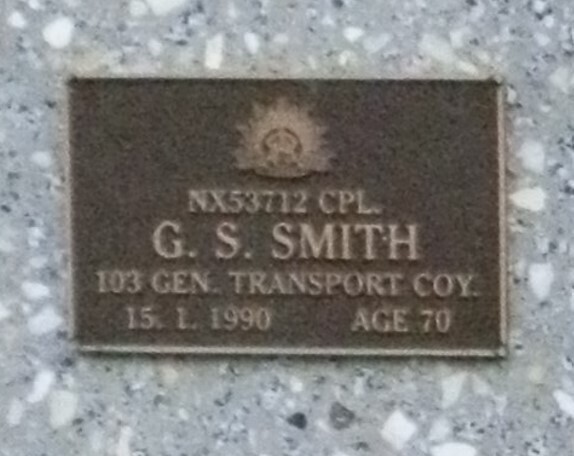 NX53712 CPL.
G. S. SMITH
103 GEN. TRANSPORT COY.
15. 1. 1990 AGE 70